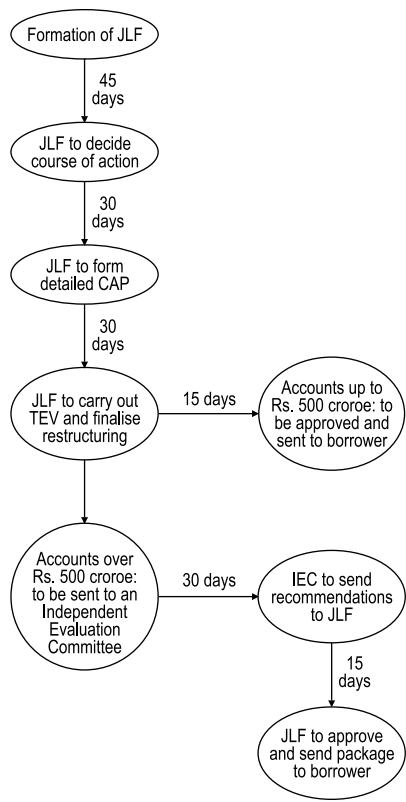 Formation of JLF
45
days
JLF to decide
course of action
30
days
JLF to form
detailed CAP
30
days
JLF to carry out
TEV and finalise
restructuring
15 days
Accounts up to
Rs. 500 croroe: to
be approved and
sent to borrower
Accounts over
Rs. 500 croroe:
to be sent to an
Independent
Evaluation
Committee
30 days
IEC to send
recommendations
to JLF
15
days
JLF to approve
and send package
to borrower